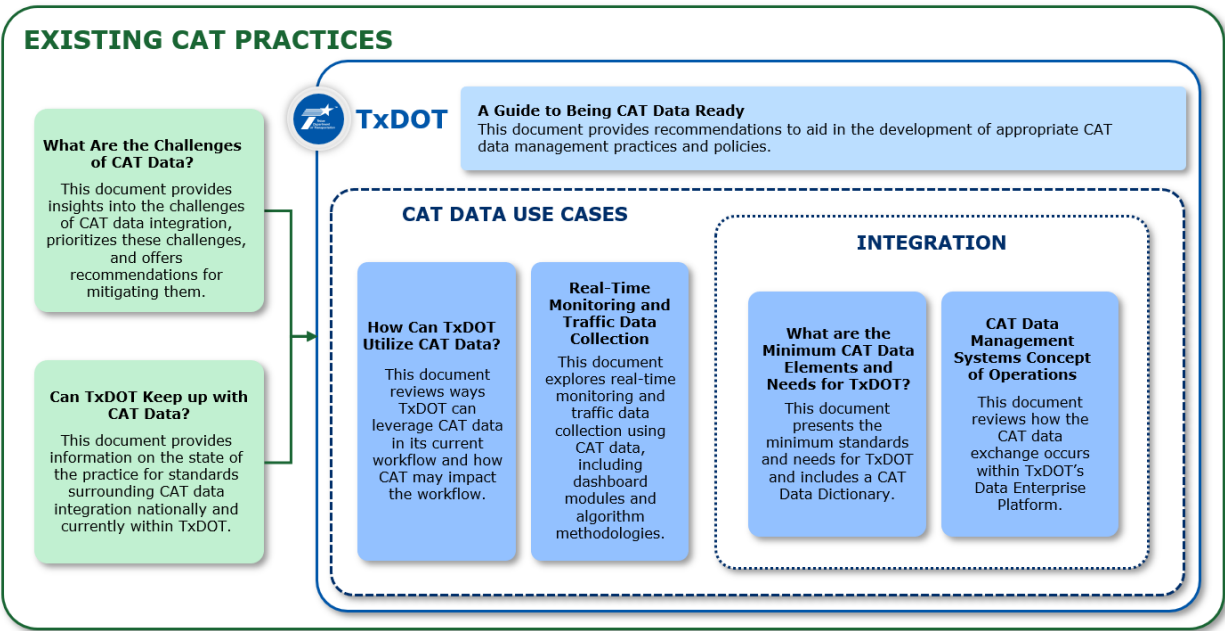 EXISTING CAT PRACTICES
What Are the Challenges
of CAT Data?
This document provides
insights into the challenges
of CAT data integration,
prioritizes these challenges,
and offers
recommendations for
mitigating them.
Can TxDOT Keep up with
CAT Data?
This document provides
information on the state of
the practice for standards
surrounding CAT data
integration nationally and
currently within TxDOT.
TxDOT
A Guide to Being CAT Data Ready
This document provides recommendations to aid in the development of appropriate CAT
data management practices and policies.
CAT DATA USE CASES
How Can TxDOT
Utilize CAT Data?
This document
reviews ways
TxDOT can
leverage CAT data
in its current
workflow and how
CAT may impact
the workflow.
Real-Time
Monitoring and
Traffic Data
Collection
This document
explores real-time
monitoring and
traffic data
collection using
CAT data,
including
dashboard
modules and
algorithm
methodologies.
INTEGRATION
What are the
Minimum CAT Data
Elements and
Needs for TxDOT?
This document
presents the
minimum standards
and needs for TxDOT
and includes a CAT
Data Dictionary.
CAT Data
Management
Systems Concept
of Operations
This document
reviews how the
CAT data
exchange occurs
within TxDOT’s
Data Enterprise
Platform.